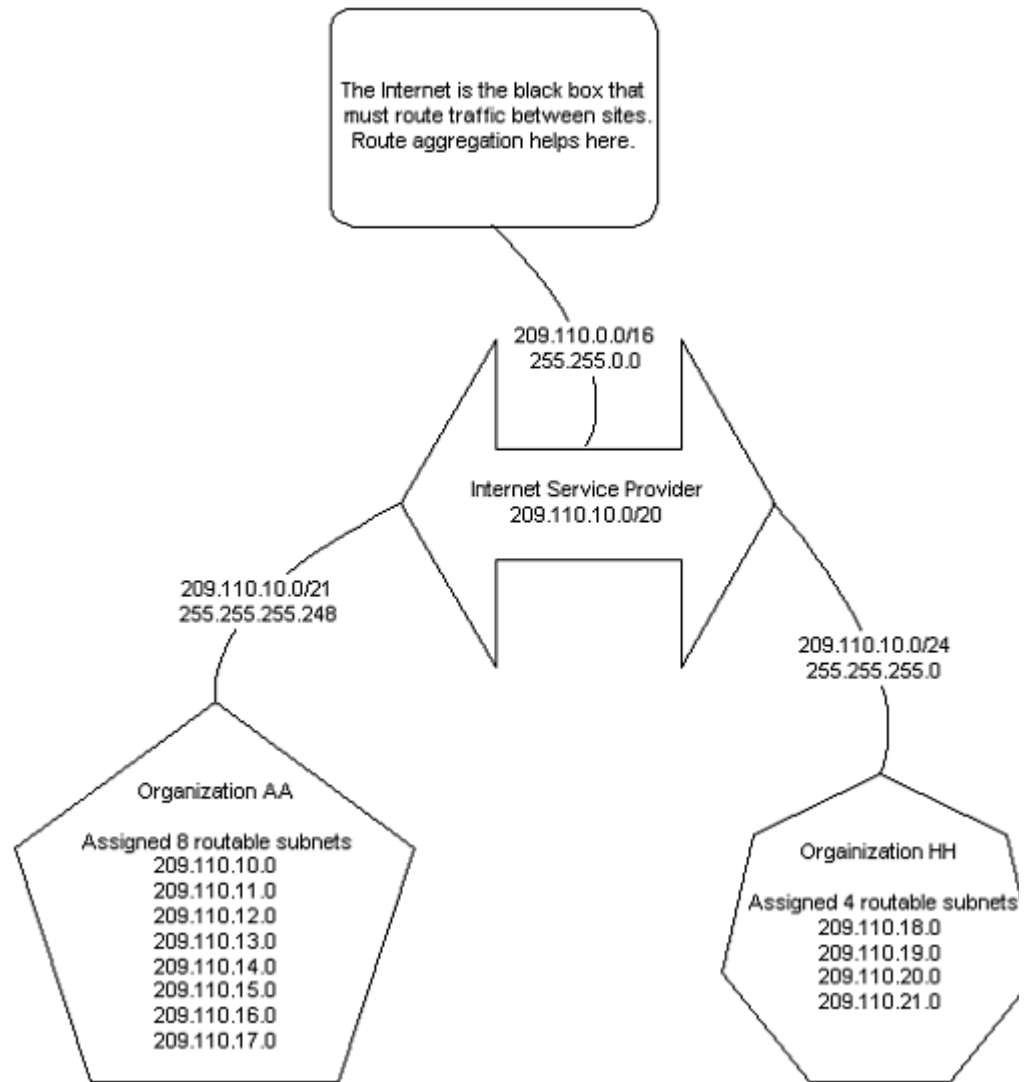 The Internet is the black box that
must route traffic between sites.
Route aggregation helps here.
209.110.0.0/16
255.255.0.0
Internet Service Provider
209.110.10.0/20
209.110.10.0/21
255.255.255.248
209.110.10.0/24
255.255.255.0
Organization AA
Assigned 8 routable subnets
209.110.10.0
209.110.11.0
209.110.12.0
209.110.13.0
209.110.14.0
209.110.15.0
209.110.16.0
209.110.17.0
Orgainization HH
Assigned 4 routable subnets
209.110.18.0
209.110.19.0
209.110.20.0
209.110.21.0